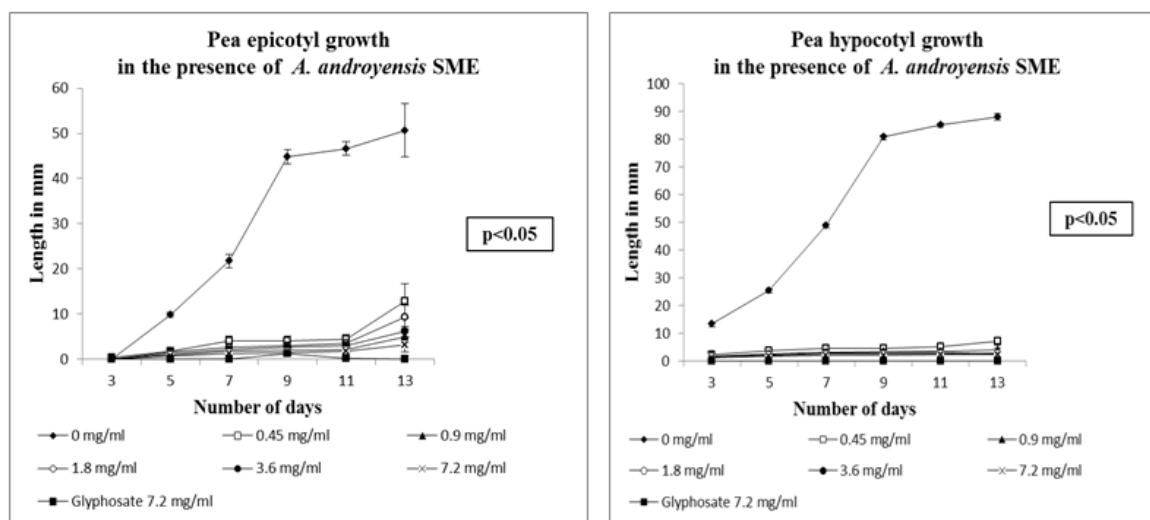 Pea epicotyl growth
in the presence of A. androyensis SME
60
50
40
30
20
10
0
Length in mm
p<0.05
3 5 7 9 11 13
Number of days
0 mg/ml 0.45 mg/ml 0.9 mg/ml
1.8 mg/ml 3.6 mg/ml 7.2 mg/ml
Glyphosate 7.2 mg/ml
Pea hypocotyl growth
in the presence of A. androyensis SME
100
90
80
70
60
50
40
30
20
10
0
Length in mm
p<0.05
3 5 7 9 11 13
Number of days
0 mg/ml 0.45 mg/ml 0.9 mg/ml
1.8 mg/ml 3.6 mg/ml 7.2 mg/ml
Glyphosate 7.2 mg/ml